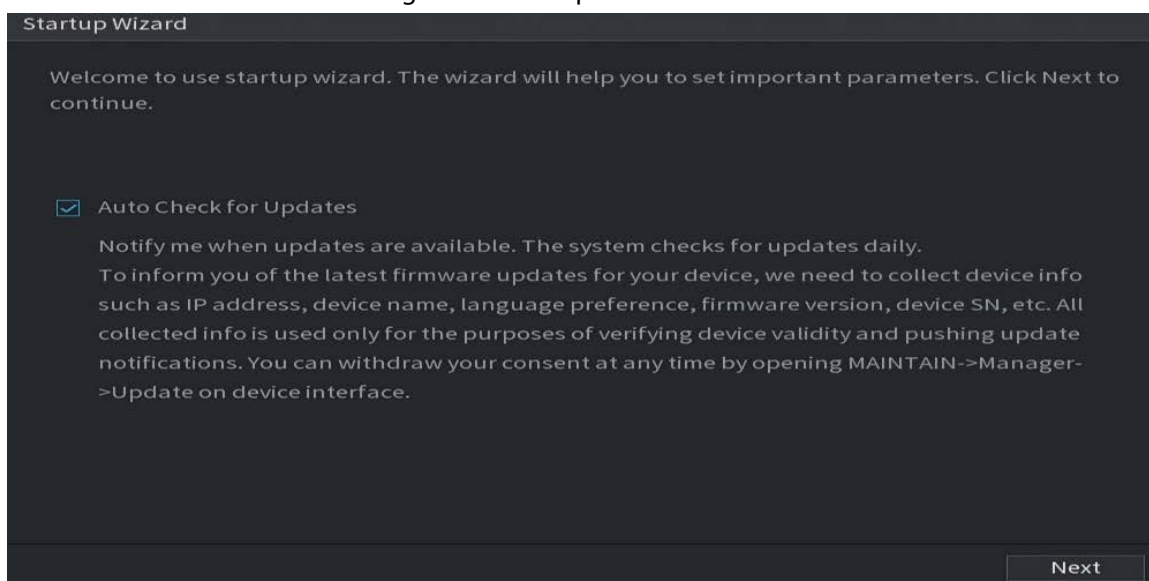 Startup Wizard
Welcome to use startup wizard. The wizard will help you to set important parameters. Click Next to
continue.
Auto Check for Updates
Notify me when updates are available. The system checks for updates daily.
To inform you of the latest firmware updates for your device, we need to collect device info
such as IP address, device name, language preference, firmware version, device SN, etc. All
collected info is used only for the purposes of verifying device validity and pushing update
notifications. You can withdraw your consent at any time by opening MAINTAIN->Manager-
>Update on device interface.
Next